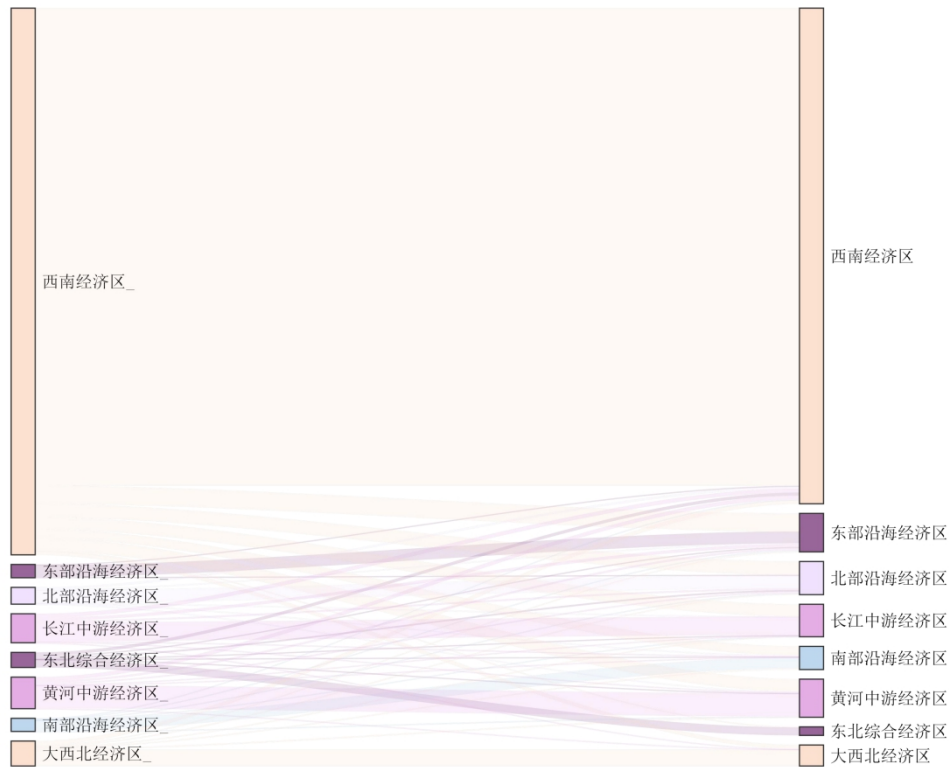 西南经济区_
东部沿海经济区_
北部沿海经济区_
长江中游经济区_
东北综合经济区_
黄河中游经济区_
南部沿海经济区_
大西北经济区_
西南经济区
东部沿海经济区
北部沿海经济区
长江中游经济区
南部沿海经济区
黄河中游经济区
东北综合经济区
大西北经济区